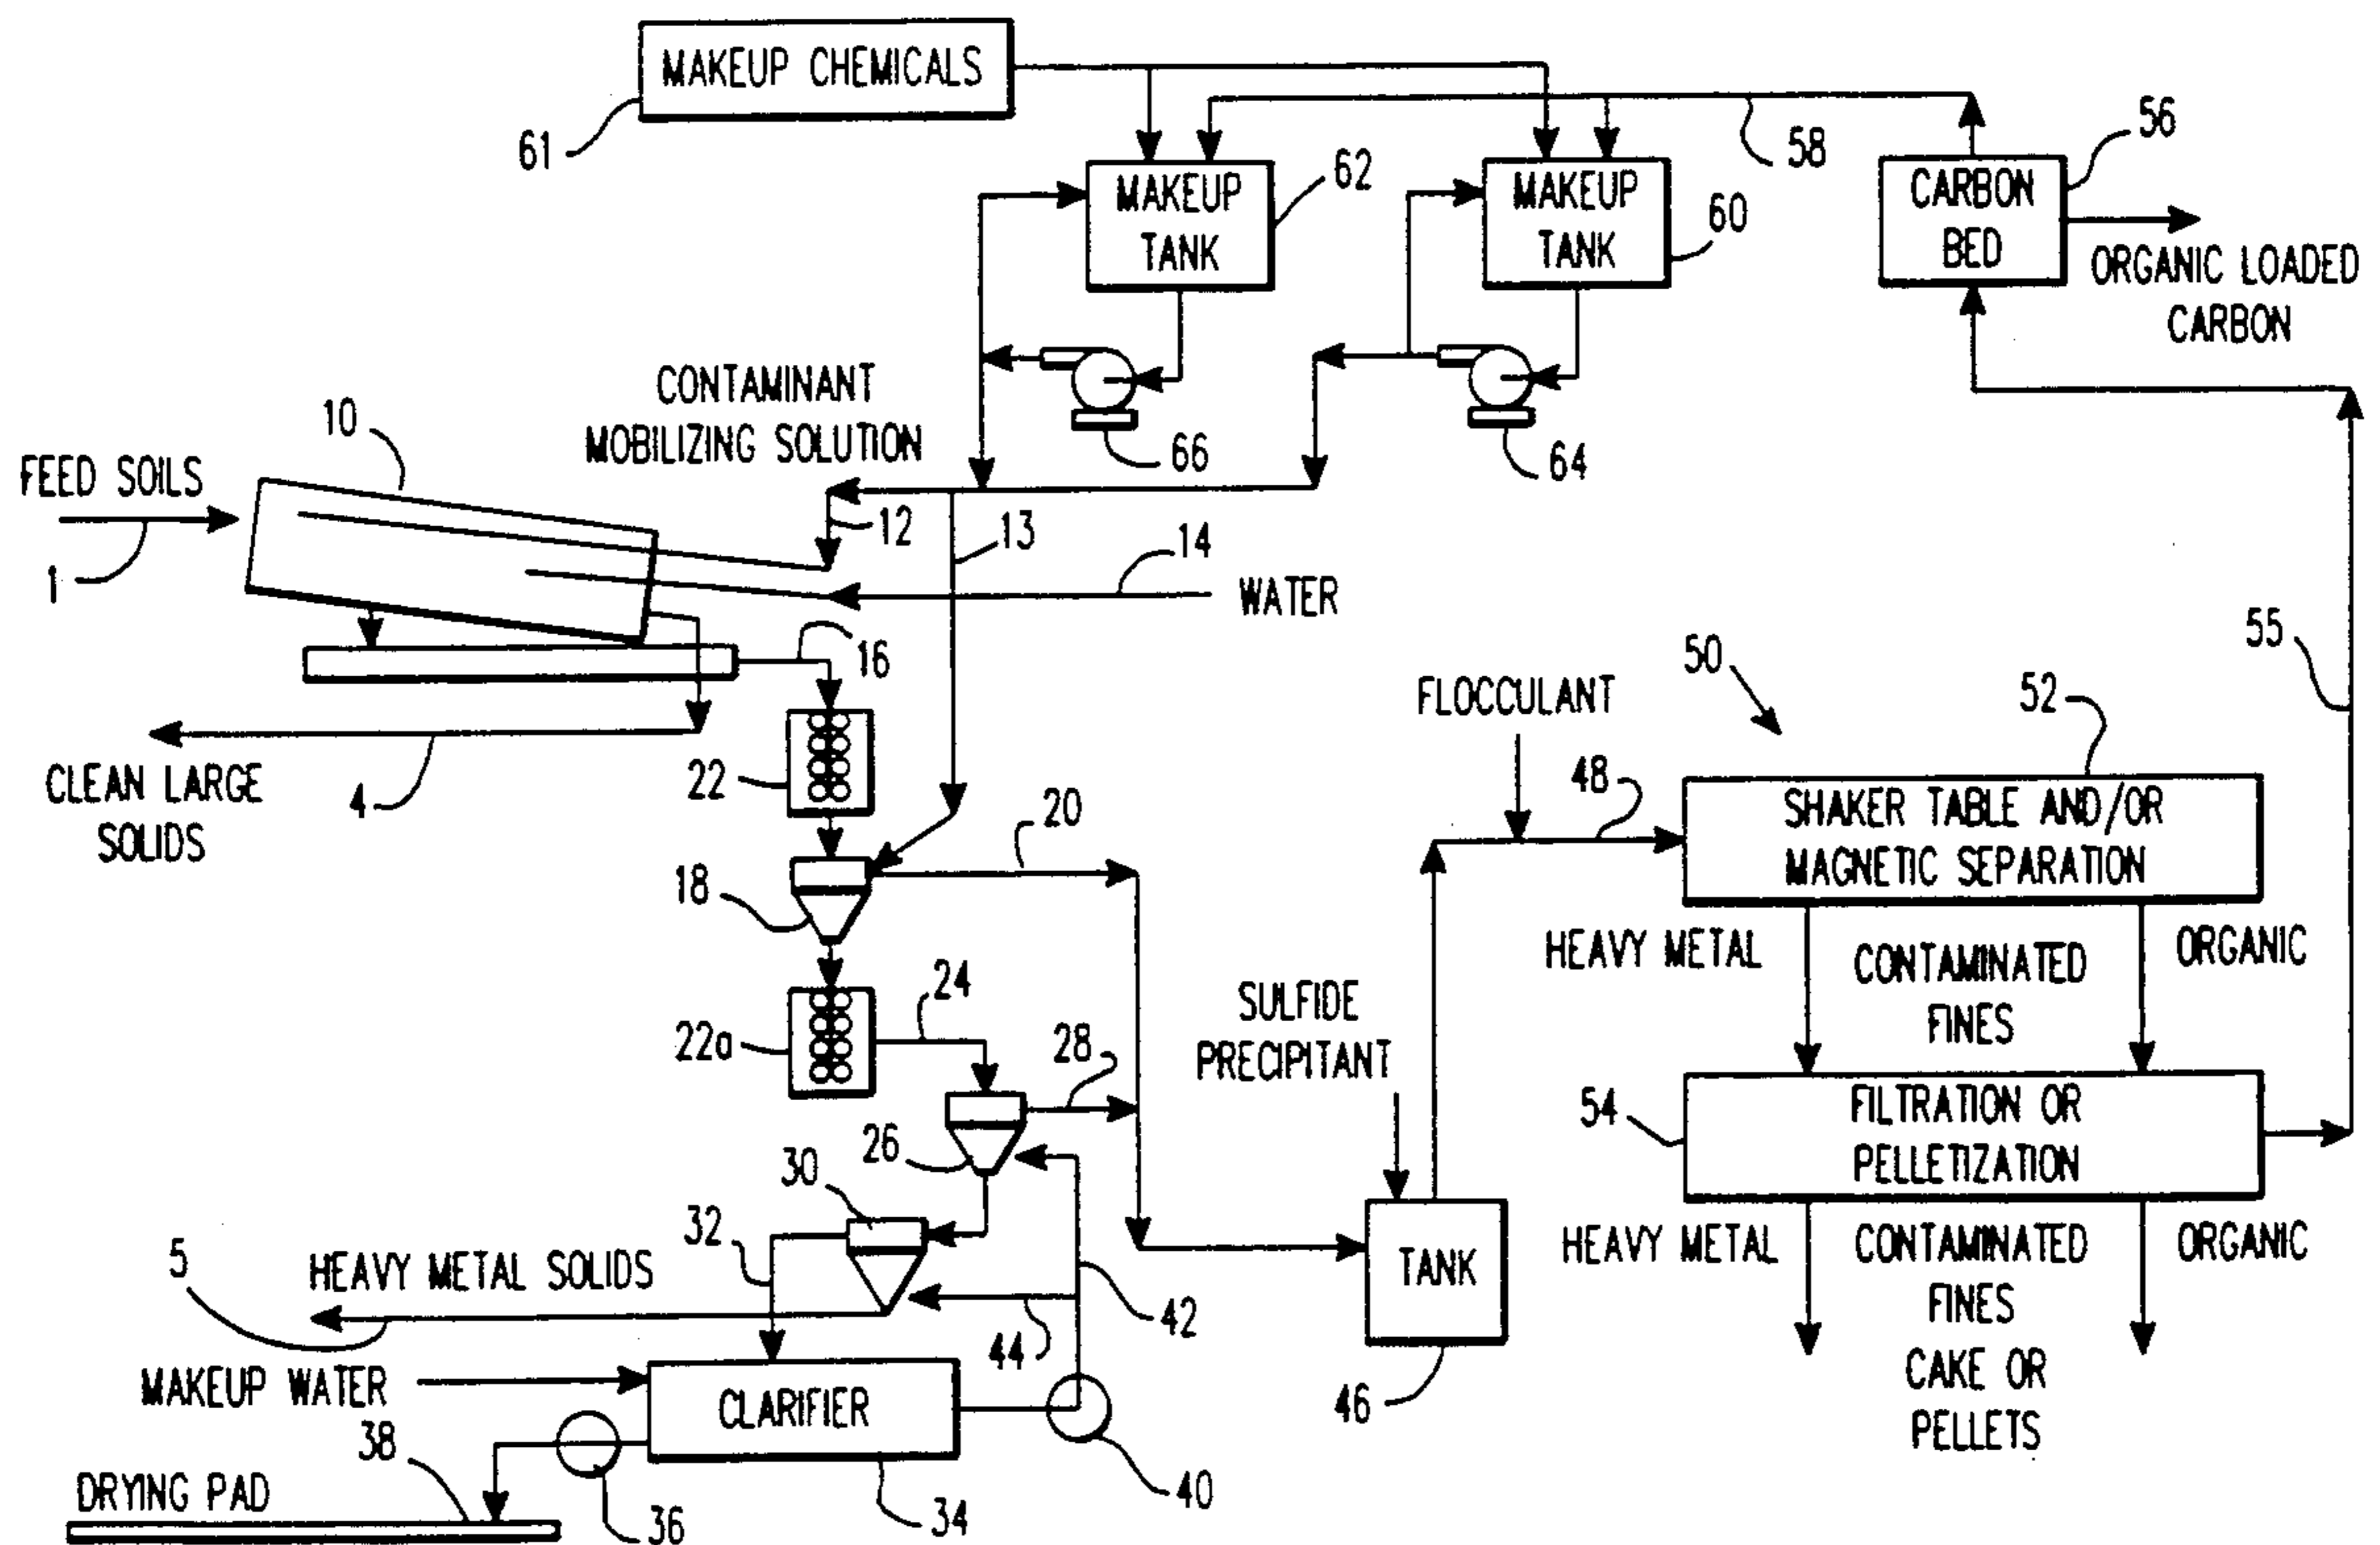 MAKEUP CHEMICALS
61
56
58
MAKEUP
TANK
62
MAKEUP
TANK
60
CARBON
BED
ORGANIC LOADED
CARBON
CONTAMINANT
MOBILIZING SOLUTION
10
66
64
FEED SOILS
1
12
13
14
WATER
16
55
50
FLOCCULANT
52
CLEAN LARGE
SOLIDS
4
22
20
48
SHAKER TABLE AND/OR
MAGNETIC SEPARATION
18
HEAVY METAL
CONTAMINATED
FINES
ORGANIC
24
SULFIDE
PRECIPITANT
22a
28
54
FILTRATION OR
PELLETIZATION
26
30
32
5
HEAVY METAL SOLIDS
TANK
HEAVY METAL
CONTAMINATED
FINES
CAKE OR
PELLETS
ORGANIC
42
44
MAKEUP WATER
CLARIFIER
46
38
40
DRYING PAD
36
34